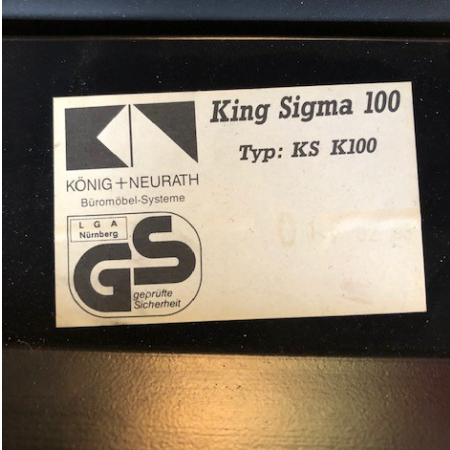 King Sigma 100
Typ: KS K100
KÖNIG+NEURATH
Büromöbel-Systeme
LGA
Nürnberg
GS
geprüfte
Sicherheit